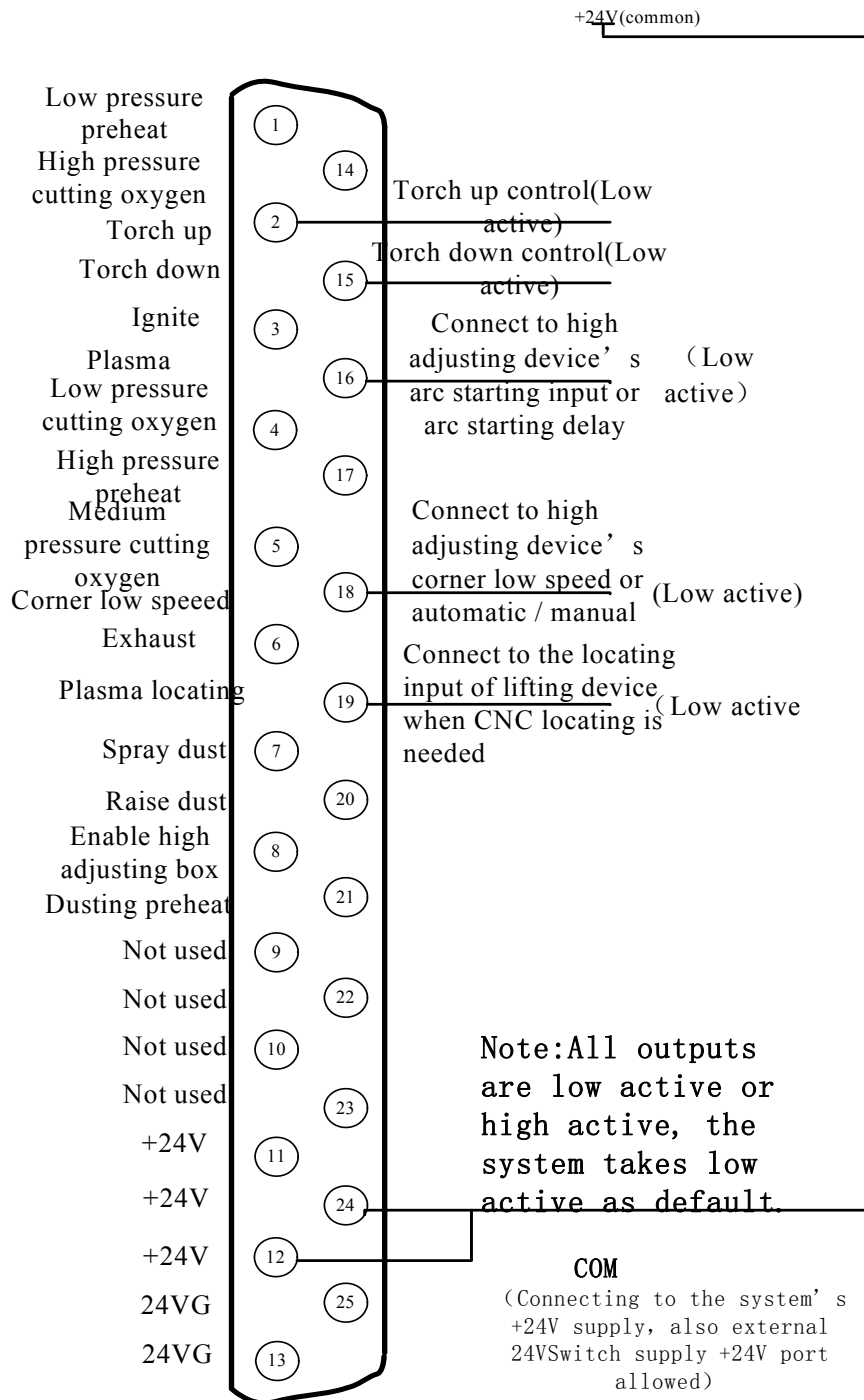 +24V(common)
Low pressure
preheat
1
14
High pressure
cutting oxygen
2
Torch up control(Low
active)
Torch up
Torch down control(Low
active)
Torch down
15
Ignite
3
Connect to high
adjusting device’s
arc starting input or
arc starting delay
（Low
active）
Plasma
16
Low pressure
cutting oxygen
4
High pressure
preheat
17
Medium
pressure cutting
oxygen
5
Connect to high
adjusting device’s
corner low speed or
automatic / manual
(Low active)
Corner low speeed
18
Exhaust
6
Connect to the locating
input of lifting device
when CNC locating is
needed
（Low active
Plasma locating
19
Spray dust
7
Raise dust
20
Enable high
adjusting box
8
Dusting preheat
21
Not used
9
Not used
22
Not used
10
Not used
23
Note:All outputs
are low active or
high active, the
system takes low
active as default.
+24V
11
+24V
24
+24V
12
24VG
25
24VG
13
COM
（Connecting to the system’s
+24V supply, also external
24VSwitch supply +24V port
allowed）